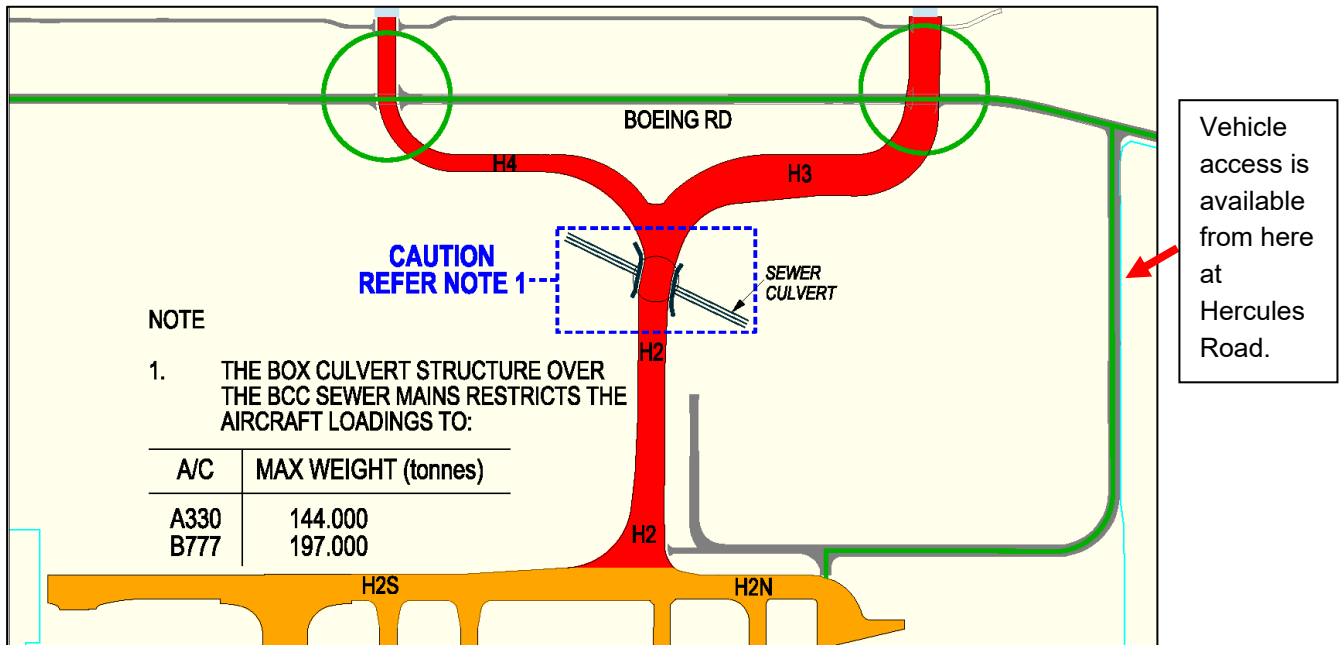 BOEING RD
H4
H3
CAUTION
REFER NOTE 1
SEWER
CULVERT
H2
NOTE
1. THE BOX CULVERT STRUCTURE OVER
THE BCC SEWER MAINS RESTRICTS THE
AIRCRAFT LOADINGS TO:
A/C MAX WEIGHT (tonnes)
A330 144.000
B777 197.000
H2
H2S
H2N
Vehicle
access is
available
from here
at
Hercules
Road.